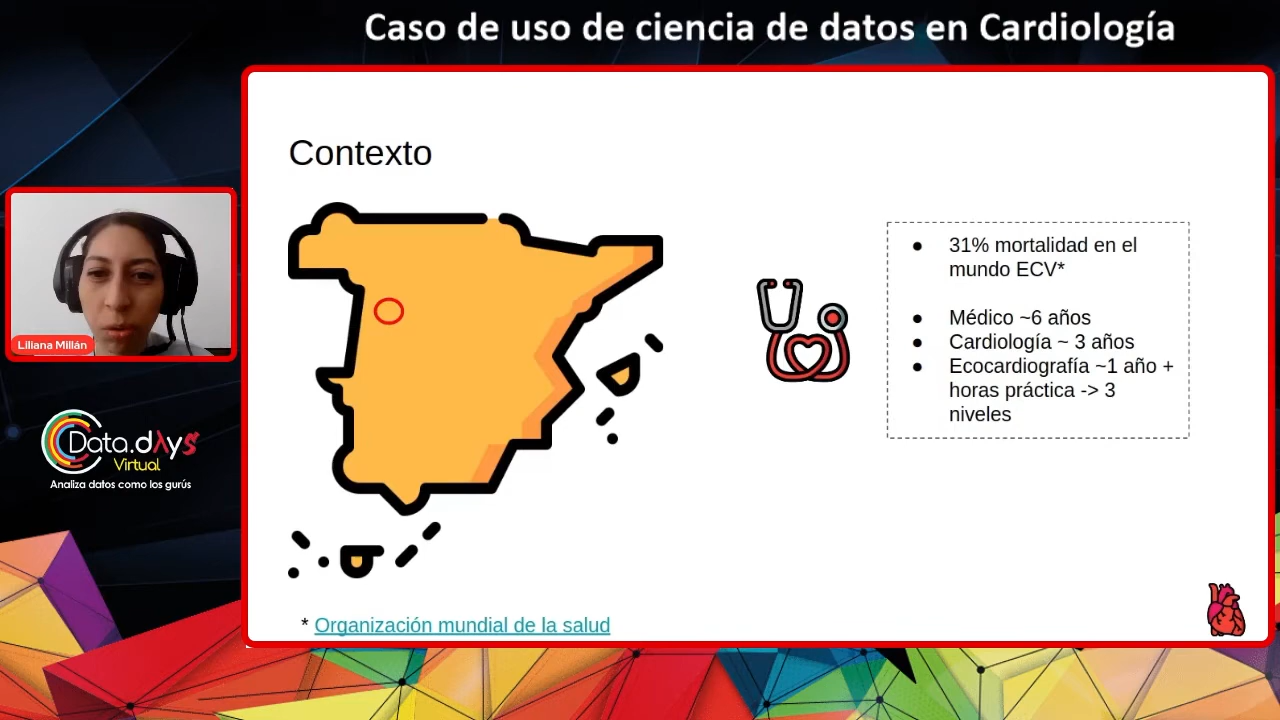 Caso de uso de ciencia de datos en Cardiología
Contexto
● 31% mortalidad en el
mundo ECV*
● Médico ~6 años
● Cardiología ~ 3 años
● Ecocardiografía ~1 año +
horas práctica -> 3
niveles
* Organización mundial de la salud
Liliana Millán
Data.dAys
Virtual
Analiza datos como los gurús